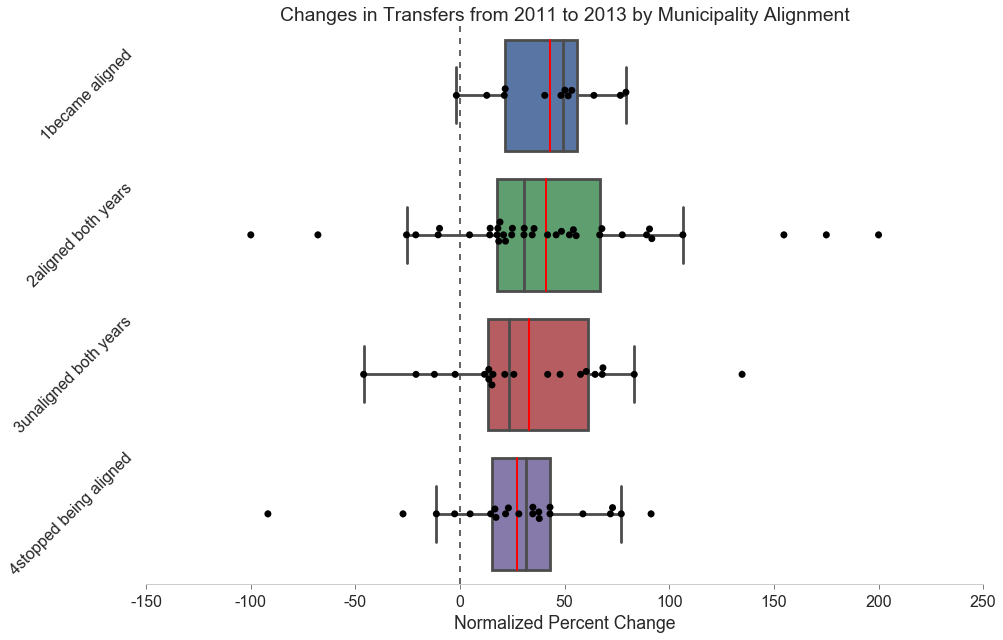 Changes in Transfers from 2011 to 2013 by Municipality Alignment
1became aligned
2aligned both years
3unaligned both years
4stopped being aligned
-150 -100 -50 0 50 100 150 200 250
Normalized Percent Change